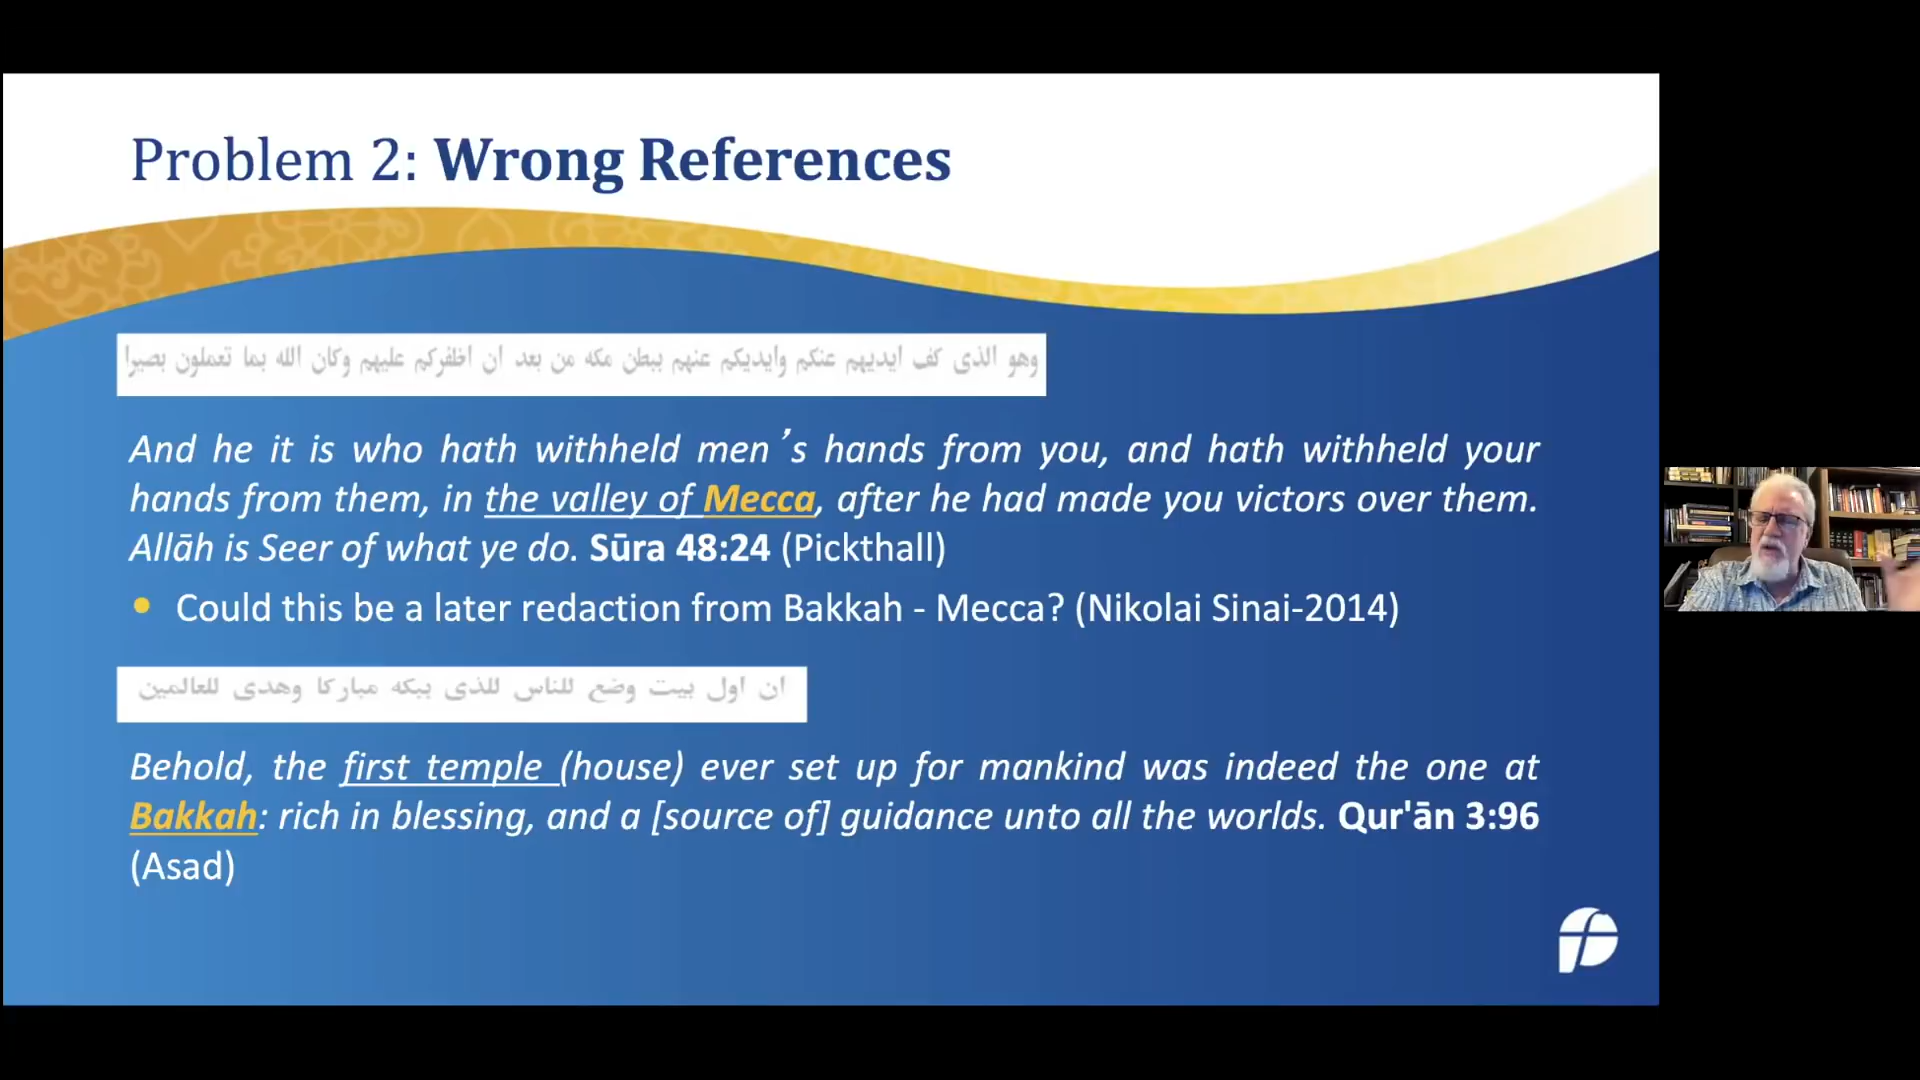 Problem 2: Wrong References
وهو الذى كف ايديهم عنكم وايديكم عنهم ببطن مكه من بعد ان اظفركم عليهم وكان الله بما تعملون بصيرا
And he it is who hath withheld men’s hands from you, and hath withheld your
hands from them, in the valley of Mecca, after he had made you victors over them.
Allāh is Seer of what ye do. Sūra 48:24 (Pickthall)
• Could this be a later redaction from Bakkah - Mecca? (Nikolai Sinai-2014)
ان اول بيت وضع للناس للذى ببكه مباركا وهدى للعالمين
Behold, the first temple (house) ever set up for mankind was indeed the one at
Bakkah: rich in blessing, and a [source of] guidance unto all the worlds. Qur'ān 3:96
(Asad)